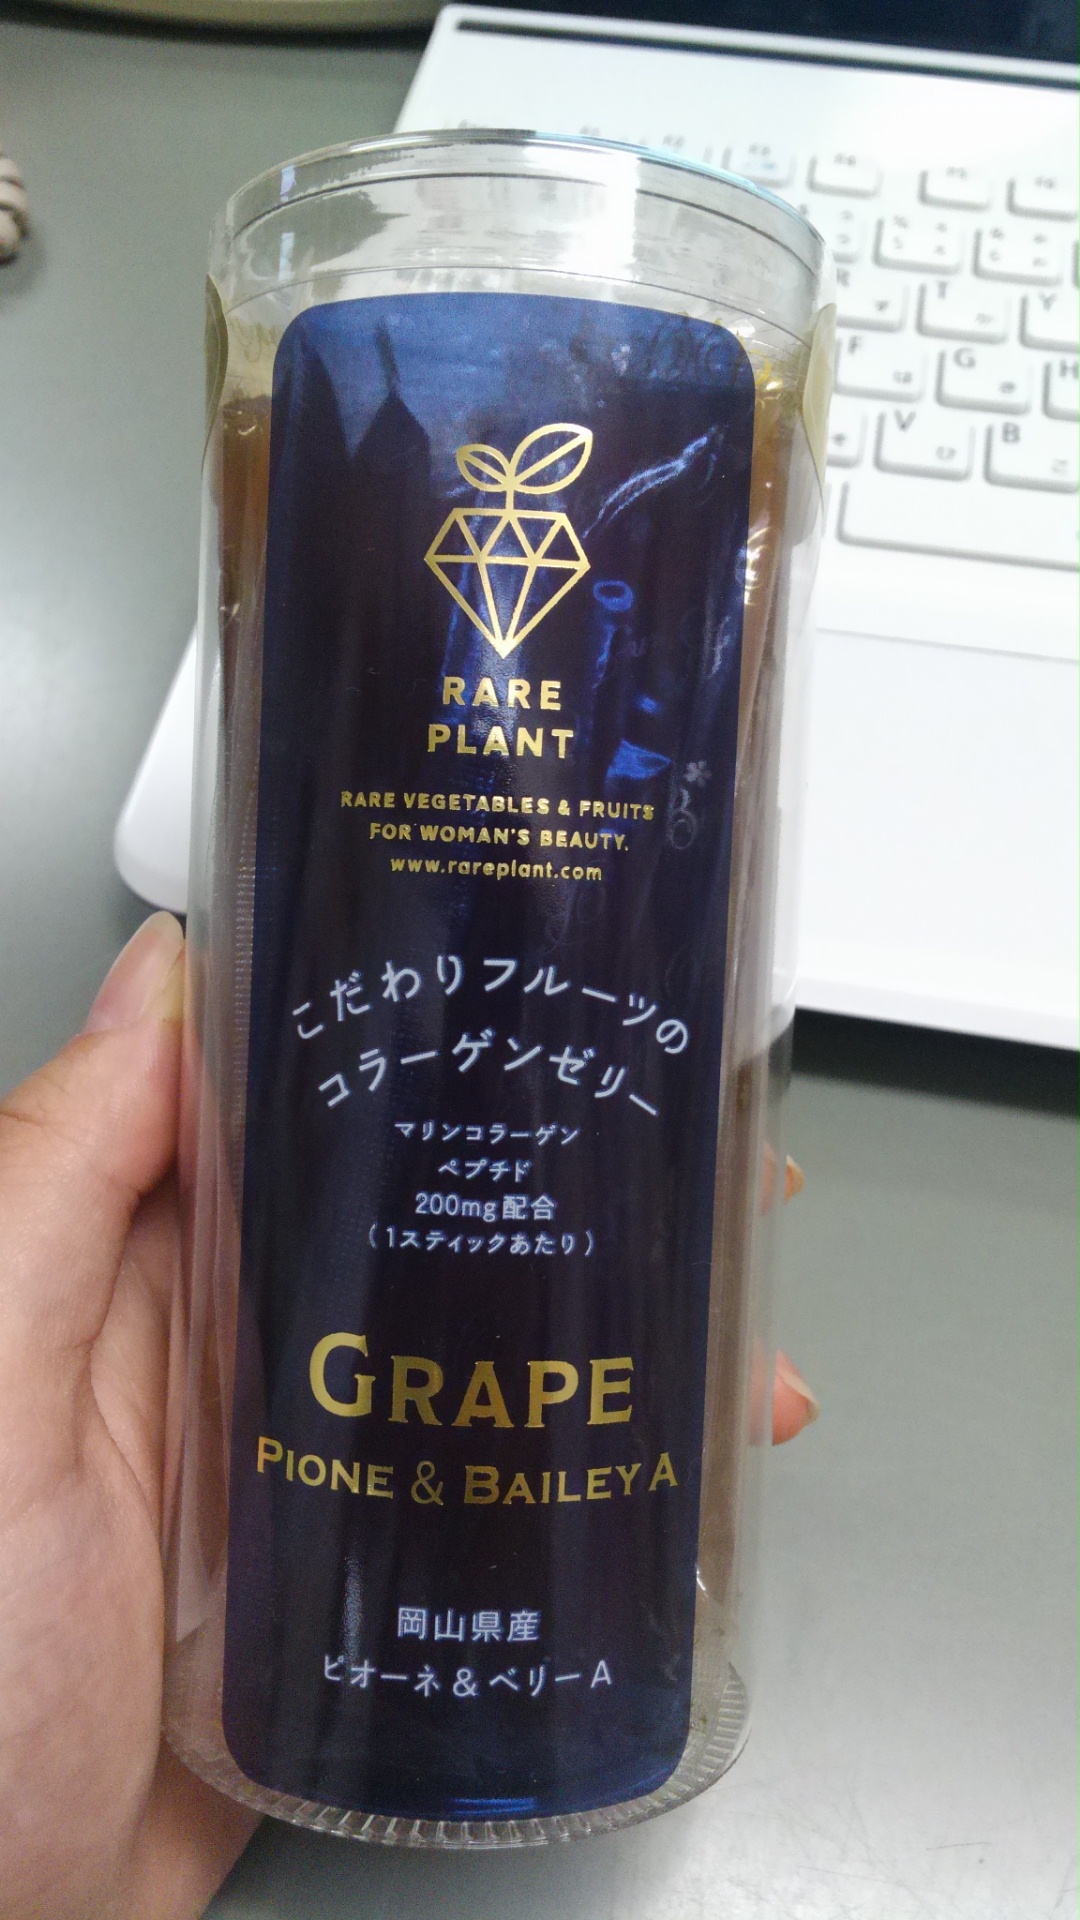 RARE
PLANT
RARE VEGETABLES & FRUITS
FOR WOMAN'S BEAUTY.
www.rareplant.com
こだわりフルーツの
コラーゲンゼリー
マリンコラーゲン
ペプチド
200mg配合
(1スティックあたり)
GRAPE
PIONE & BAILEY A
岡山県産
ピオーネ&ベリーA
R
T
Y
F
は
G
H
V
ひ
B
こ